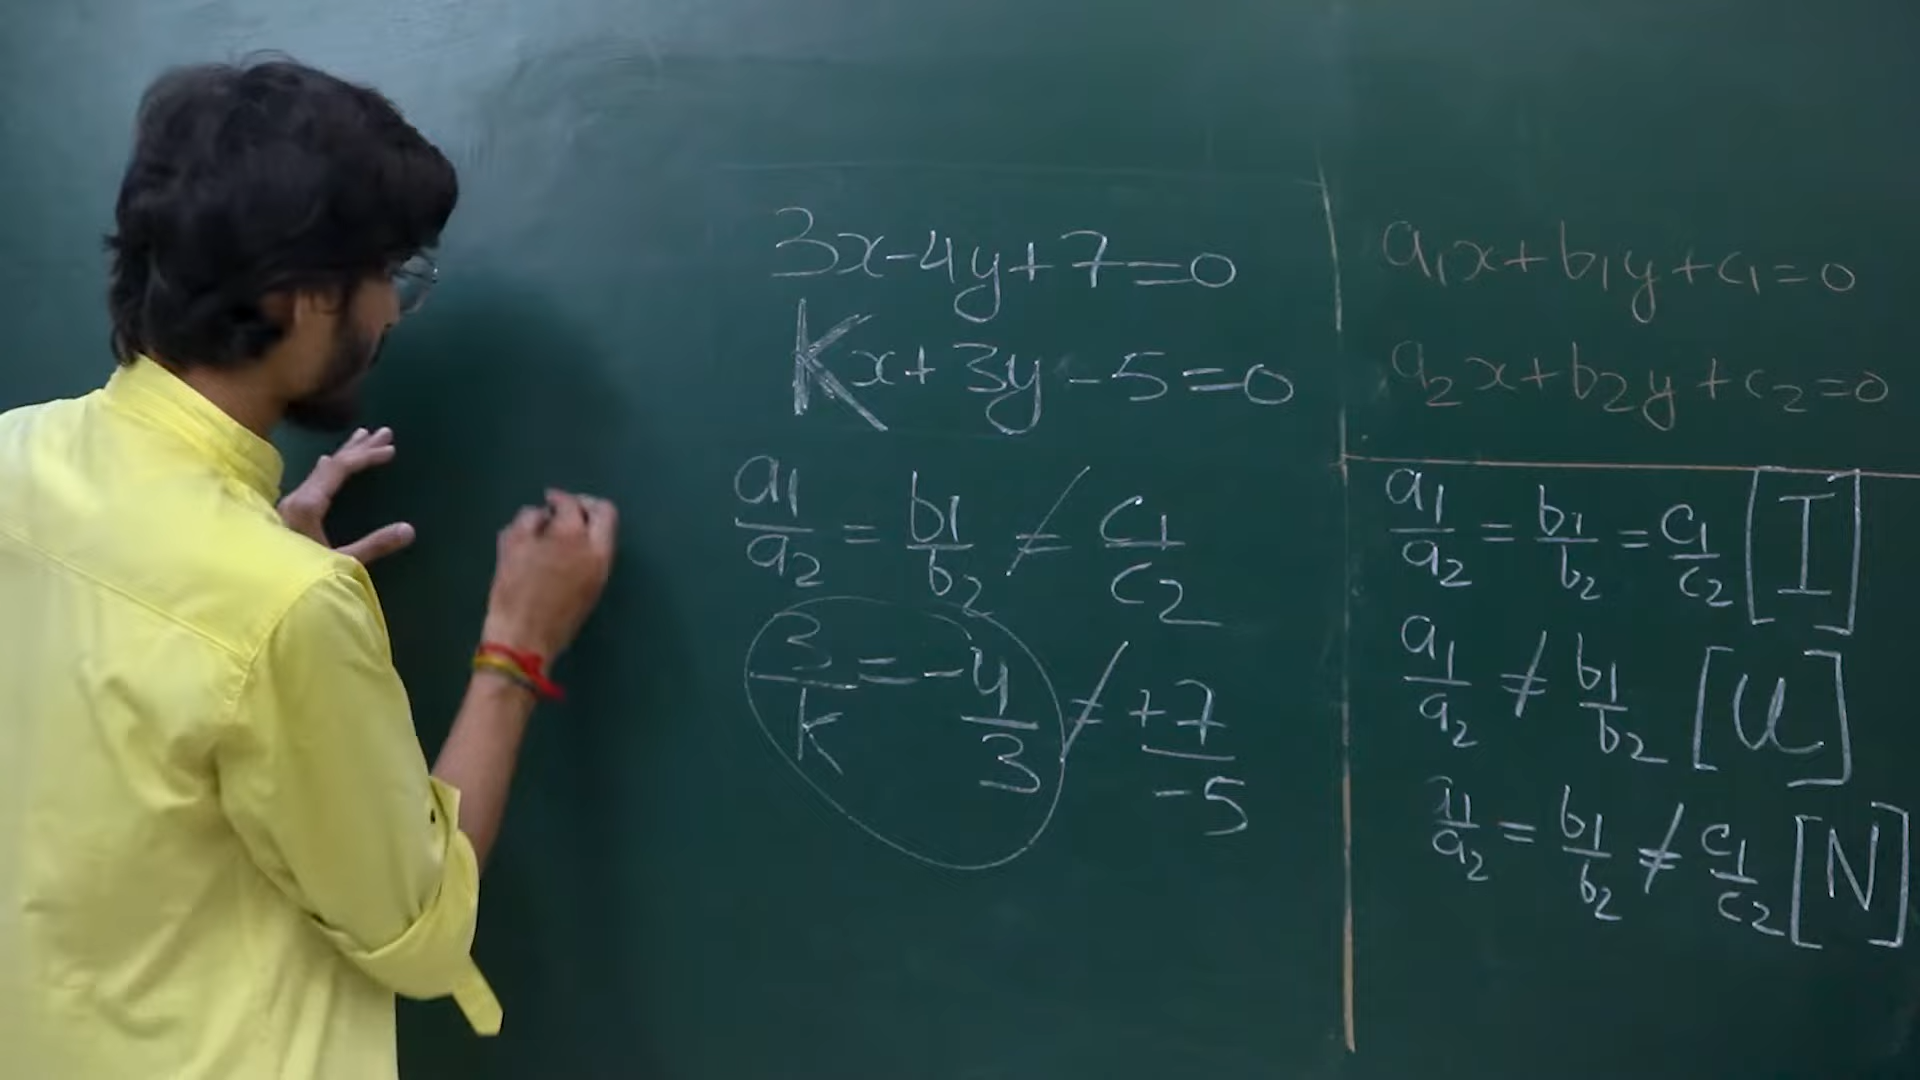 3x-4y+7=0
Kx+3y-5=0
a1/a2 = b1/b2 ≠ c1/c2
3/k = -4/3 ≠ +7/-5
a1x+b1y+c1=0
a2x+b2y+c2=0
a1/a2 = b1/b2 = c1/c2 [I]
a1/a2 ≠ b1/b2 [U]
a1/a2 = b1/b2 ≠ c1/c2 [N]